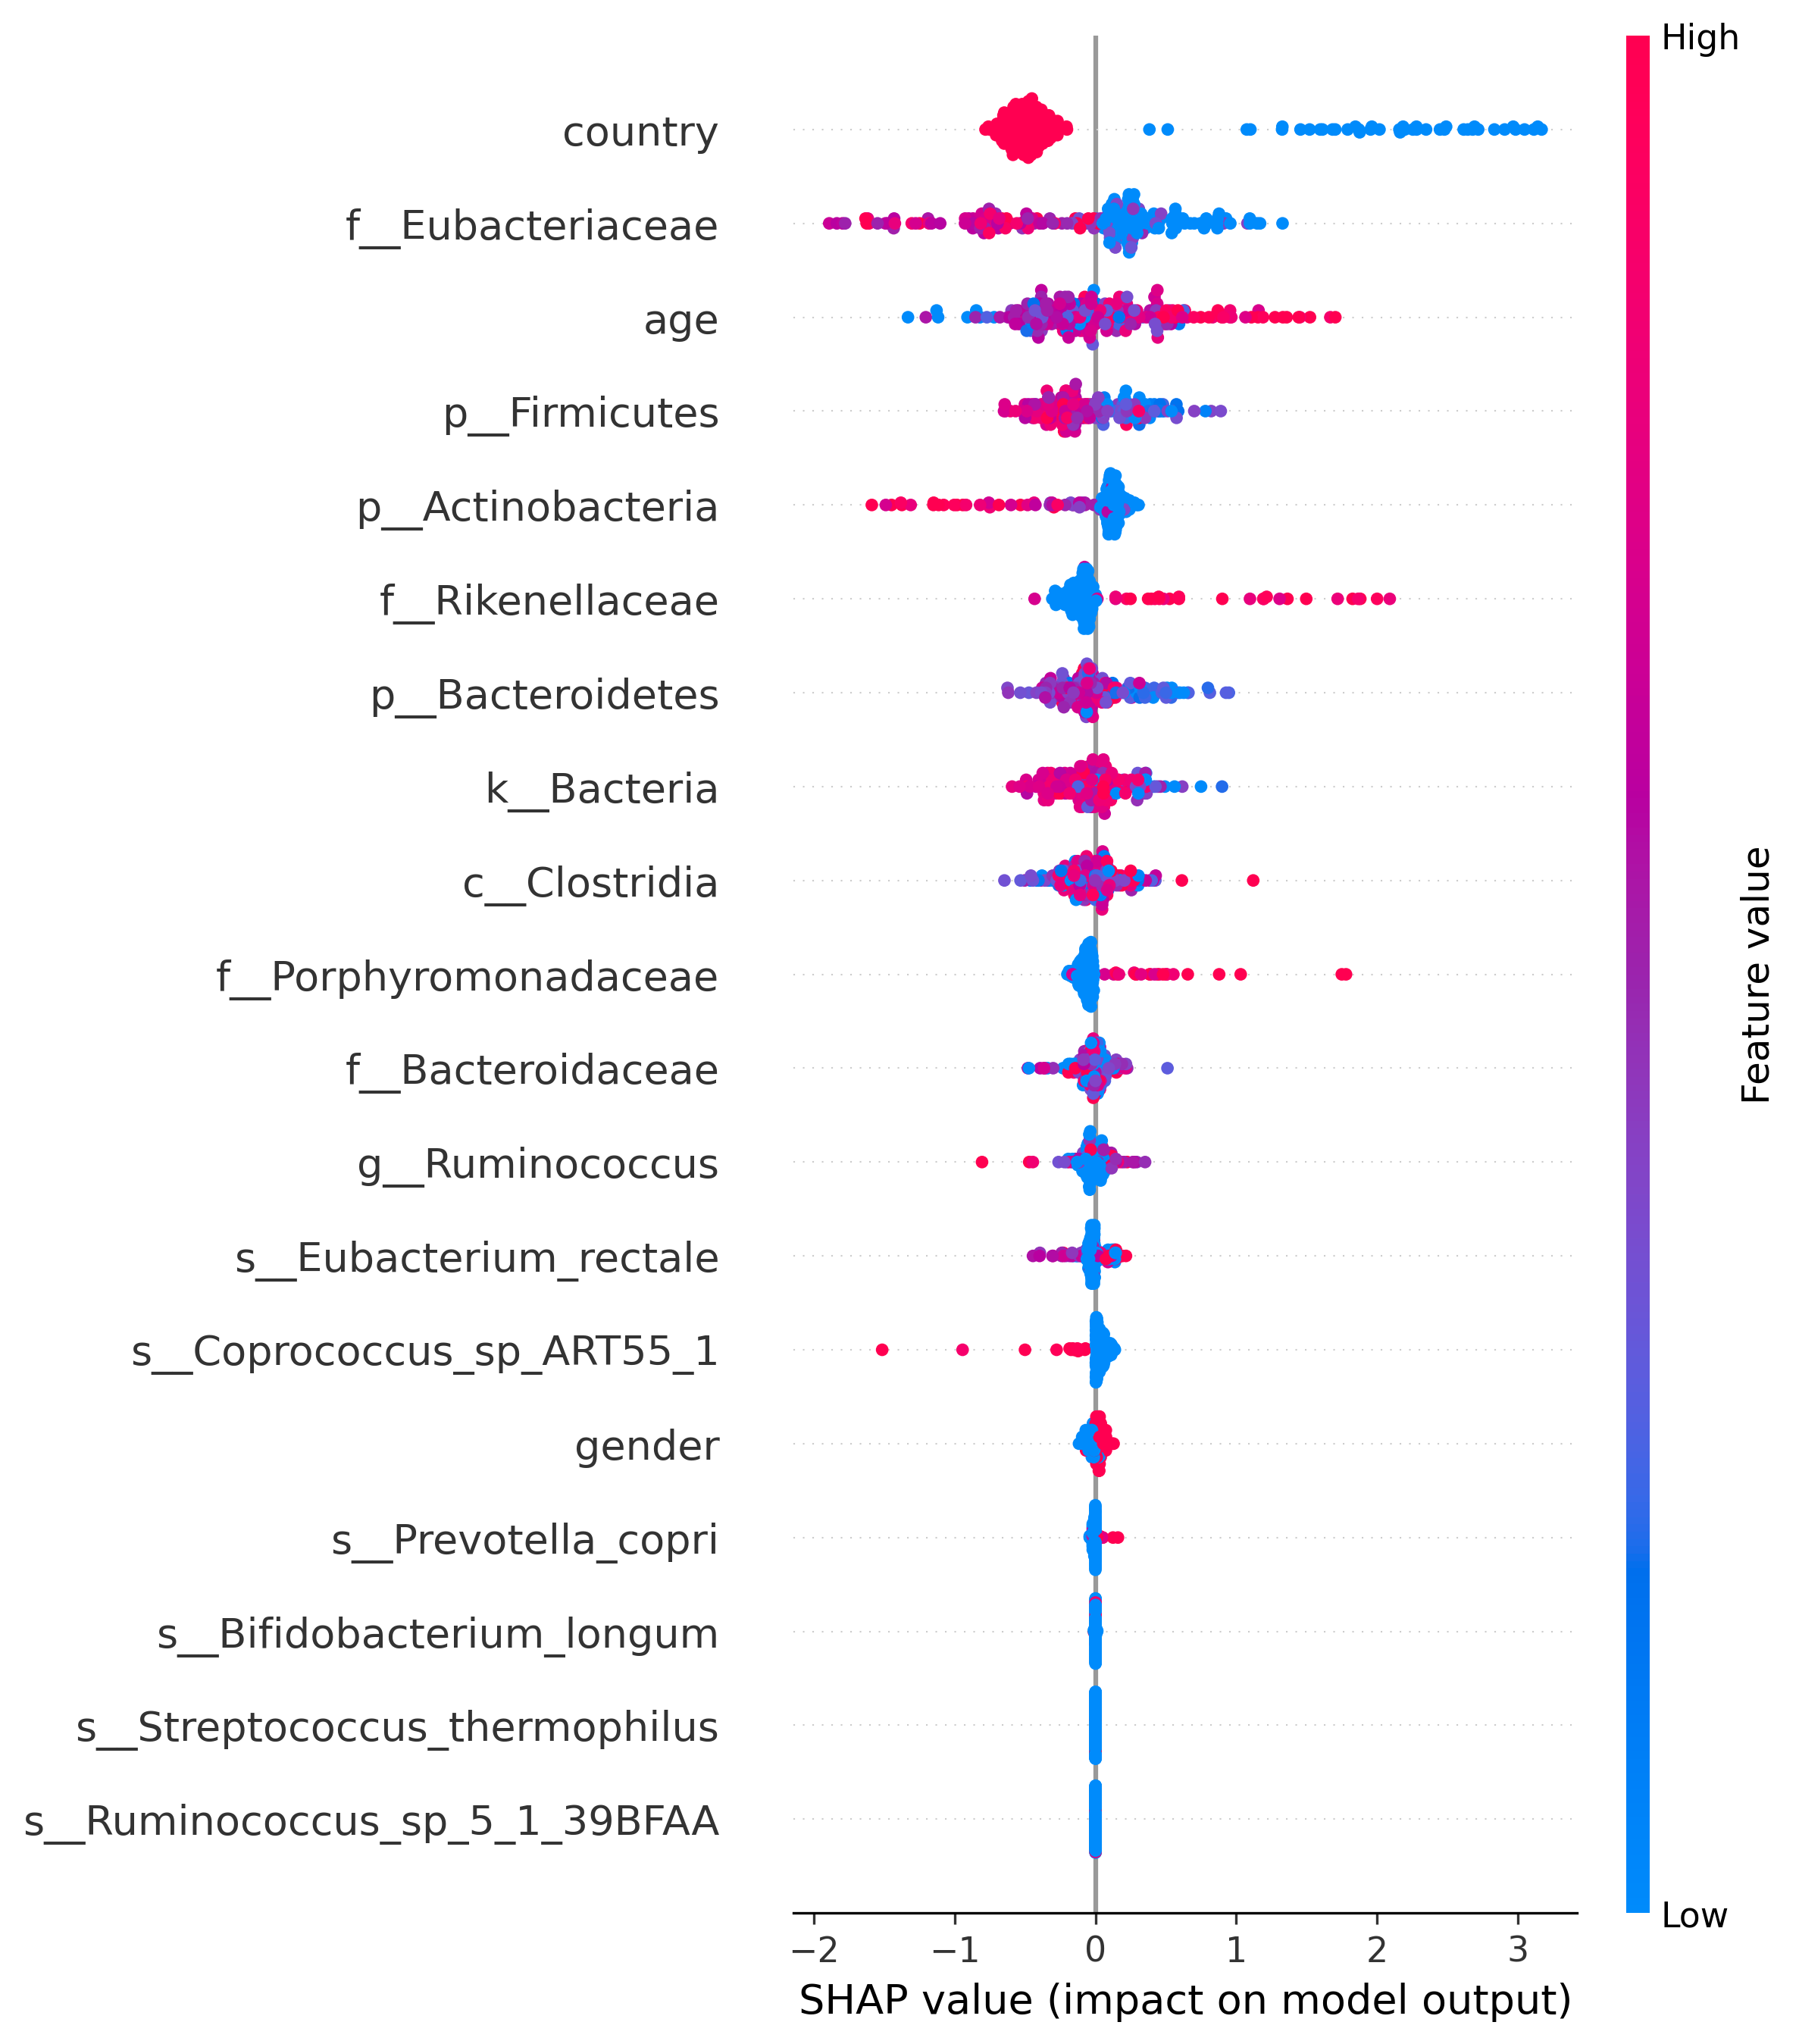 High
country
f__Eubacteriaceae
age
p__Firmicutes
p__Actinobacteria
f__Rikenellaceae
p__Bacteroidetes
k__Bacteria
c__Clostridia
f__Porphyromonadaceae
f__Bacteroidaceae
g__Ruminococcus
s__Eubacterium_rectale
s__Coprococcus_sp_ART55_1
gender
s__Prevotella_copri
s__Bifidobacterium_longum
s__Streptococcus_thermophilus
s__Ruminococcus_sp_5_1_39BFAA
Feature value
Low
−2 −1 0 1 2 3
SHAP value (impact on model output)